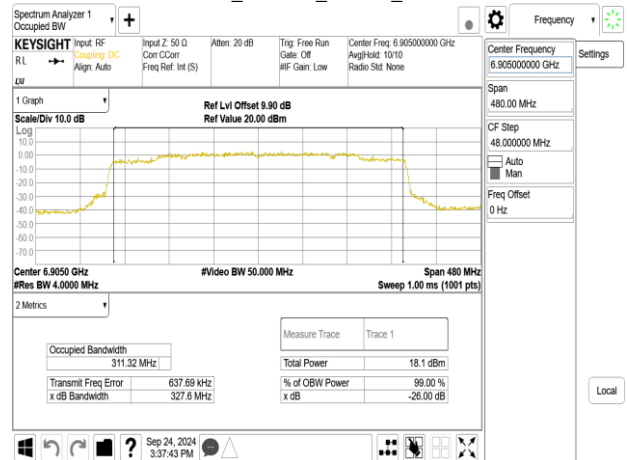 Spectrum Analyzer 1
Occupied BW
Frequency
KEYSIGHT
R L
LXI
Input: RF
Coupling: DC
Align: Auto
Input Z: 50 Ω
Corr CCorr
Freq Ref: Int (S)
Atten: 20 dB
Trig: Free Run
Gate: Off
#IF Gain: Low
Center Freq: 6.905000000 GHz
Avg|Hold: 10/10
Radio Std: None
Center Frequency
6.905000000 GHz
Settings
Span
480.00 MHz
CF Step
48.000000 MHz
Auto
Man
Freq Offset
0 Hz
Local
1 Graph
Scale/Div 10.0 dB
Ref Lvl Offset 9.90 dB
Ref Value 20.00 dBm
Log
10.0
0.00
-10.0
-20.0
-30.0
-40.0
-50.0
-60.0
-70.0
Center 6.9050 GHz
#Video BW 50.000 MHz
Span 480 MHz
#Res BW 4.0000 MHz
Sweep 1.00 ms (1001 pts)
2 Metrics
Measure Trace Trace 1
Occupied Bandwidth
311.32 MHz
Total Power 18.1 dBm
Transmit Freq Error 637.69 kHz
% of OBW Power 99.00 %
x dB Bandwidth 327.6 MHz
x dB -26.00 dB
?
Sep 24, 2024
3:37:43 PM